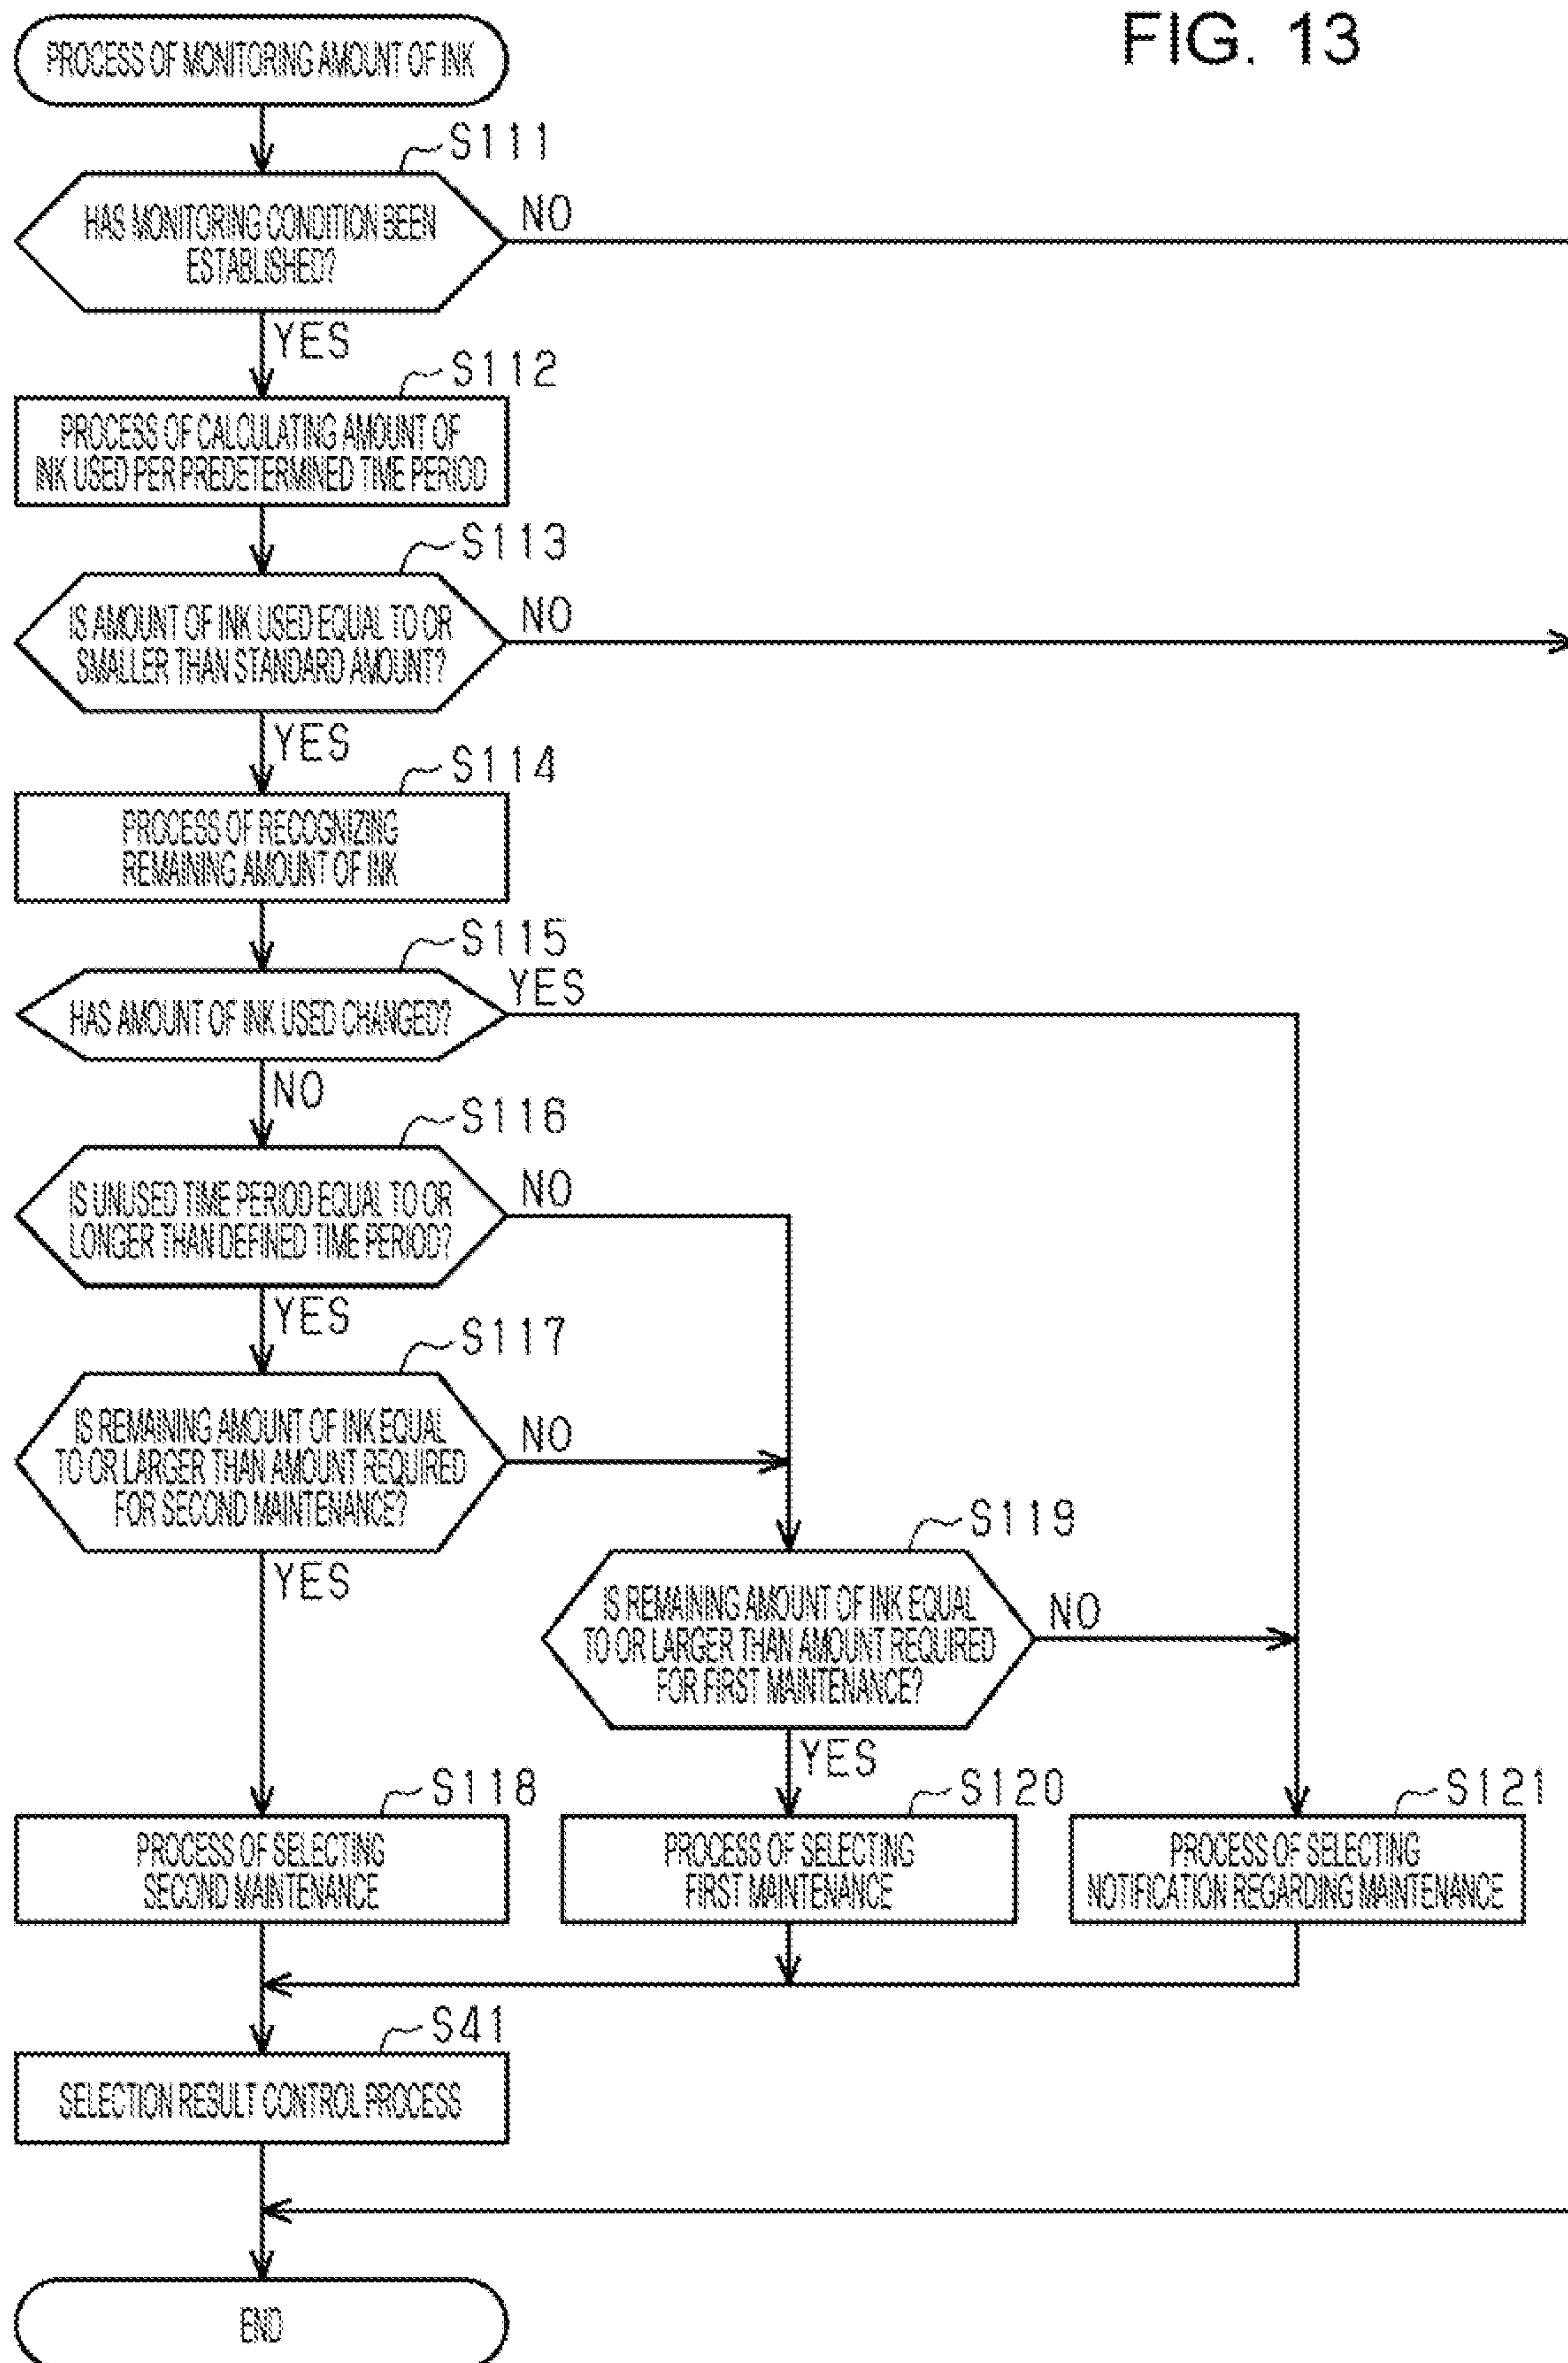 FIG. 13
PROCESS OF MONITORING AMOUNT OF INK
S111
HAS MONITORING CONDITION BEEN
ESTABLISHED?
NO
YES
S112
PROCESS OF CALCULATING AMOUNT OF
INK USED PER PREDETERMINED TIME PERIOD
S113
IS AMOUNT OF INK USED EQUAL TO OR
SMALLER THAN STANDARD AMOUNT?
NO
YES
S114
PROCESS OF RECOGNIZING
REMAINING AMOUNT OF INK
S115
HAS AMOUNT OF INK USED CHANGED?
YES
NO
S116
IS UNUSED TIME PERIOD EQUAL TO OR
LONGER THAN DEFINED TIME PERIOD?
NO
YES
S117
IS REMAINING AMOUNT OF INK EQUAL
TO OR LARGER THAN AMOUNT REQUIRED
FOR SECOND MAINTENANCE?
NO
YES
S119
IS REMAINING AMOUNT OF INK EQUAL
TO OR LARGER THAN AMOUNT REQUIRED
FOR FIRST MAINTENANCE?
NO
YES
S118
PROCESS OF SELECTING
SECOND MAINTENANCE
S120
PROCESS OF SELECTING
FIRST MAINTENANCE
S121
PROCESS OF SELECTING
NOTIFICATION REGARDING MAINTENANCE
S41
SELECTION RESULT CONTROL PROCESS
END